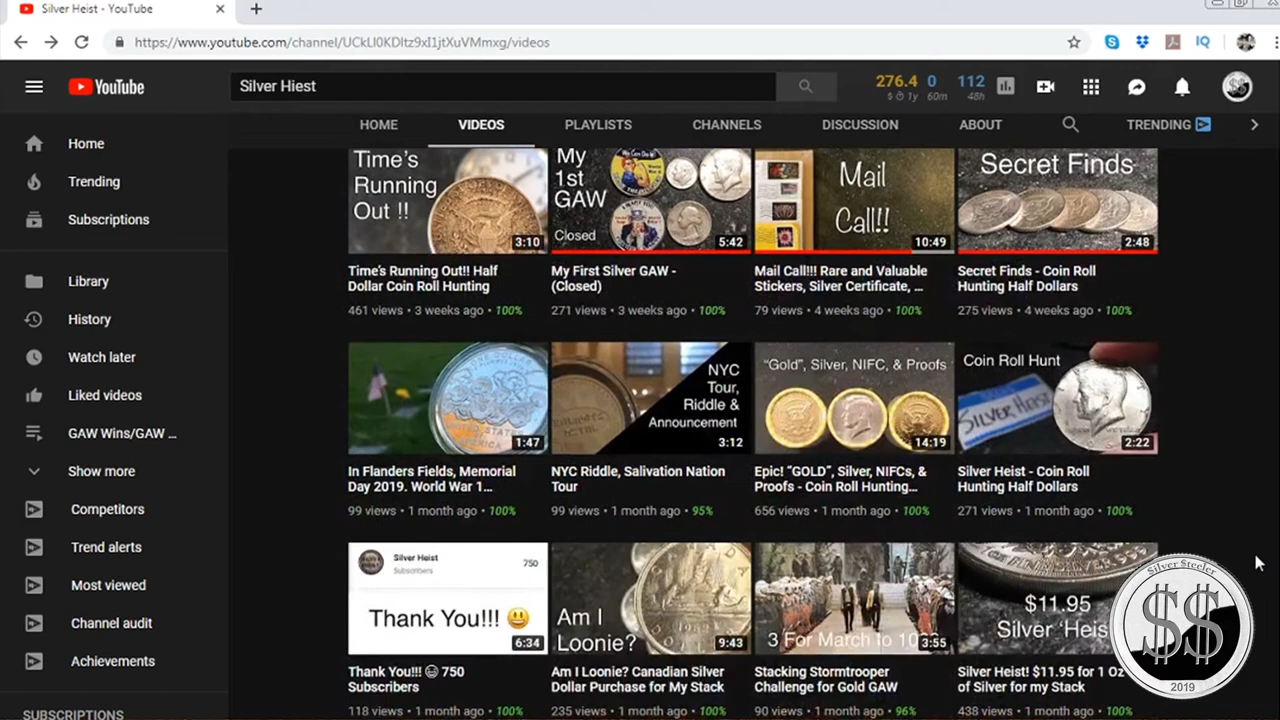 Silver Heist - YouTube
https://www.youtube.com/channel/UCkLl0KDltz9xI1jtXuVMmxg/videos
IQ
YouTube
Silver Hiest
276.4 0 112
$ 1y 60m 48h
HOME VIDEOS PLAYLISTS CHANNELS DISCUSSION ABOUT TRENDING
Home
Trending
Subscriptions
Library
History
Watch later
Liked videos
GAW Wins/GAW ...
Show more
Competitors
Trend alerts
Most viewed
Channel audit
Achievements
SUBSCRIPTIONS
Time's
Running
Out !!
3:10
Time's Running Out!! Half
Dollar Coin Roll Hunting
461 views • 3 weeks ago • 100%
My
1st
GAW
Closed
5:42
My First Silver GAW -
(Closed)
271 views • 3 weeks ago • 100%
Mail
Call!!
10:49
Mail Call!!! Rare and Valuable
Stickers, Silver Certificate, ...
79 views • 4 weeks ago • 100%
Secret Finds
2:48
Secret Finds - Coin Roll
Hunting Half Dollars
275 views • 4 weeks ago • 100%
1:47
In Flanders Fields, Memorial
Day 2019. World War 1...
99 views • 1 month ago • 100%
NYC
Tour,
Riddle &
Announcement
3:12
NYC Riddle, Salivation Nation
Tour
99 views • 1 month ago • 95%
“Gold”, Silver, NIFC, & Proofs
14:19
Epic! “GOLD”, Silver, NIFCs, &
Proofs - Coin Roll Hunting...
656 views • 1 month ago • 100%
Coin Roll Hunt
SILVER HEIST
2:22
Silver Heist - Coin Roll
Hunting Half Dollars
271 views • 1 month ago • 100%
Silver Heist 750
Subscribers
Thank You!!! 😃
6:34
Thank You!!! 😃 750
Subscribers
118 views • 1 month ago • 100%
Am I
Loonie?
9:43
Am I Loonie? Canadian Silver
Dollar Purchase for My Stack
235 views • 1 month ago • 100%
3 For March to
3:55
Stacking Stormtrooper
Challenge for Gold GAW
90 views • 1 month ago • 96%
$11.95
Silver 'Heis
Silver Heist! $11.95 for 1 Oz
of Silver for my Stack
438 views • 1 month ago • 100%
Silver Steeler
$$
2019